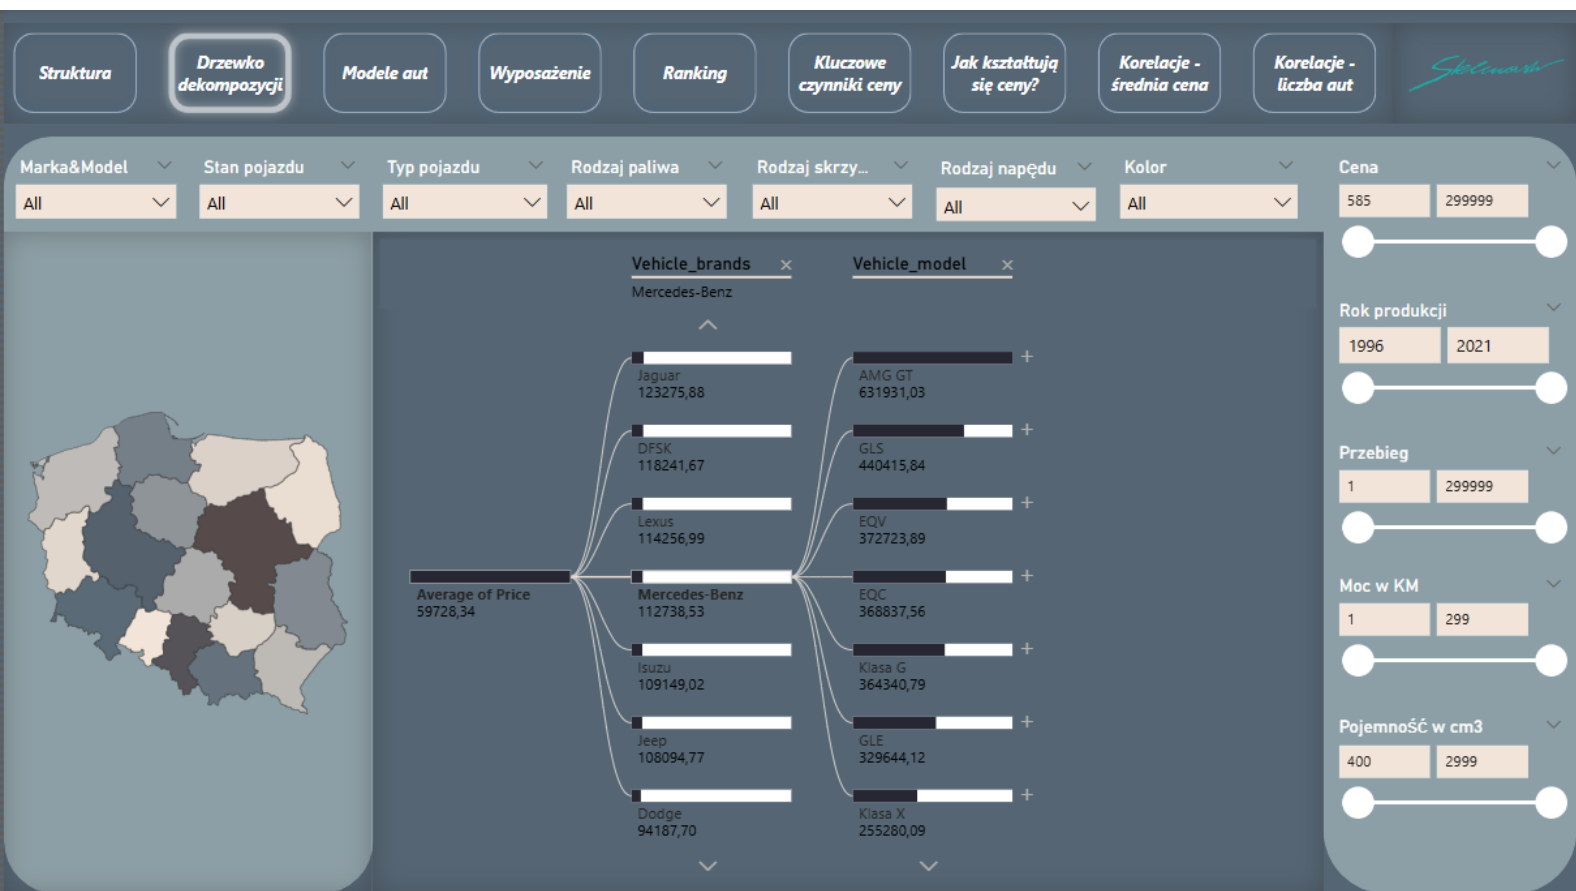 Struktura
Drzewko
dekompozycji
Modele aut
Wyposażenie
Ranking
Kluczowe
czynniki ceny
Jak kształtują
się ceny?
Korelacje -
średnia cena
Korelacje -
liczba aut
Marka&Model
All
Stan pojazdu
All
Typ pojazdu
All
Rodzaj paliwa
All
Rodzaj skrzy...
All
Rodzaj napędu
All
Kolor
All
Cena
585 299999
Rok produkcji
1996 2021
Przebieg
1 299999
Moc w KM
1 299
Pojemność w cm3
400 2999
Vehicle_brands ×
Mercedes-Benz
Vehicle_model ×
Average of Price
59728,34
Jaguar
123275,88
DFSK
118241,67
Lexus
114256,99
Mercedes-Benz
112738,53
Isuzu
109149,02
Jeep
108094,77
Dodge
94187,70
AMG GT
631931,03
GLS
440415,84
EQV
372723,89
EQC
368837,56
Klasa G
364340,79
GLE
329644,12
Klasa X
255280,09